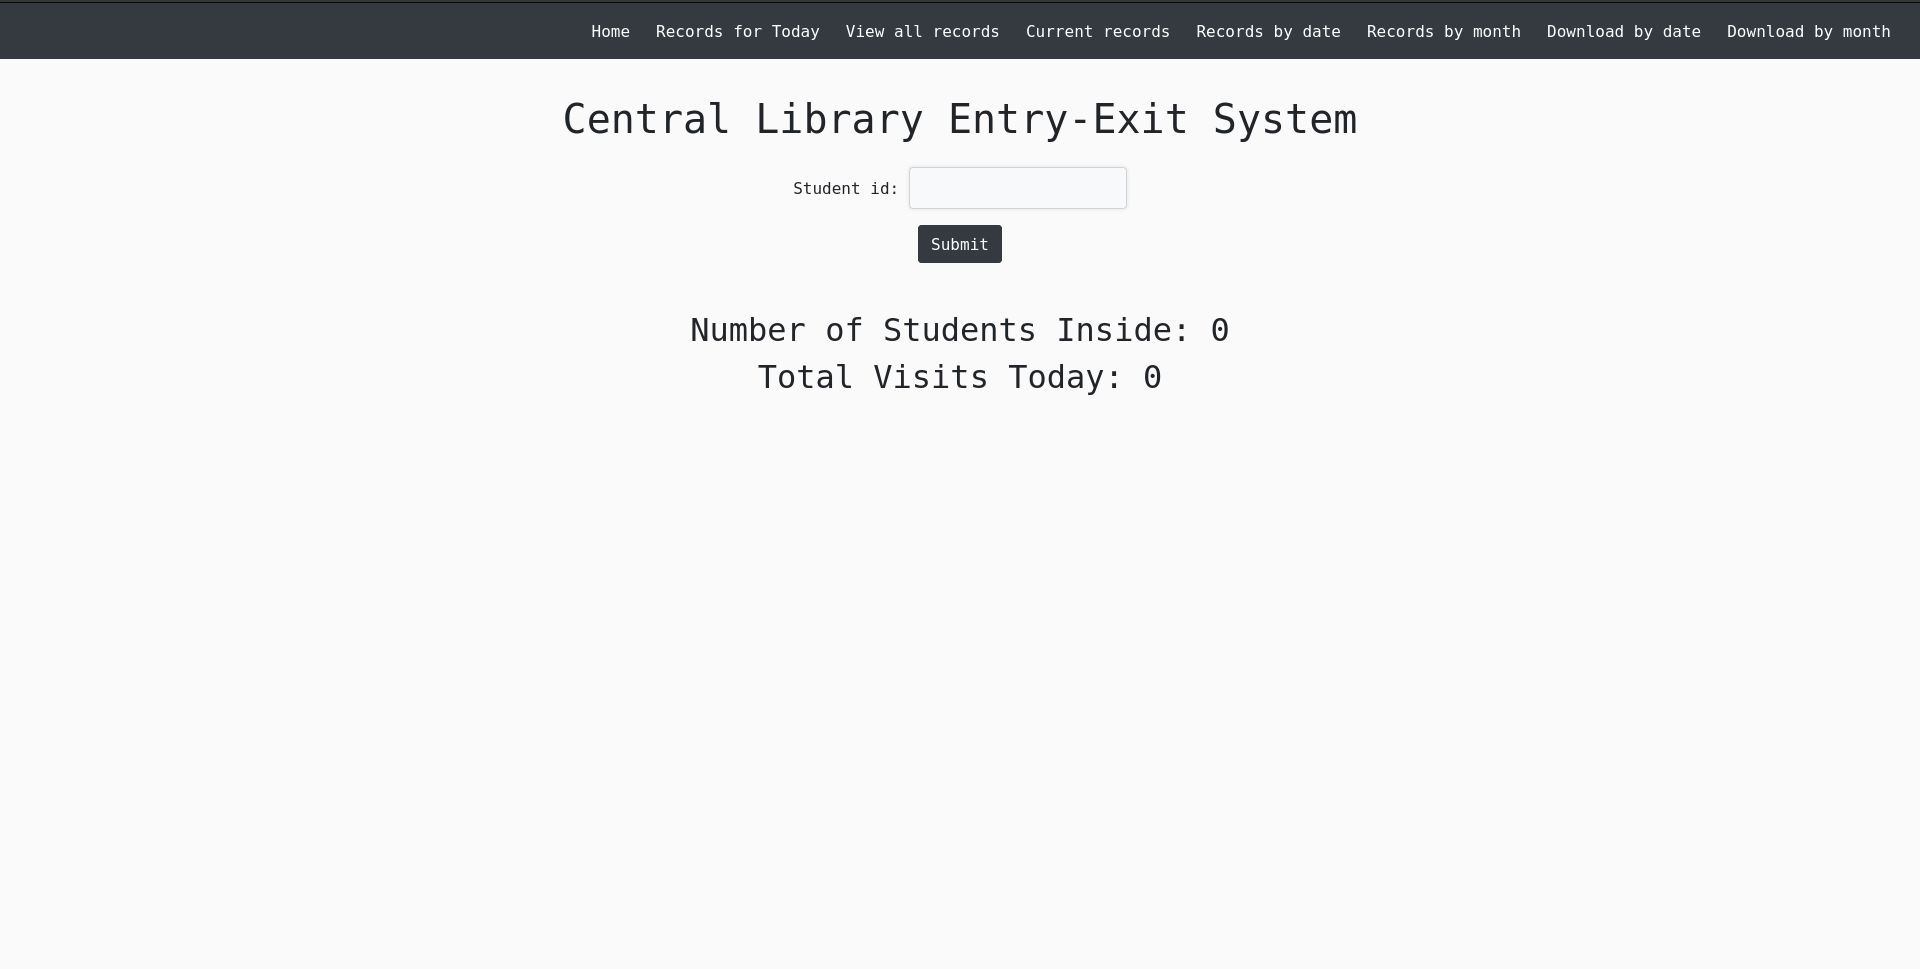 Home Records for Today View all records Current records Records by date Records by month Download by date Download by month
Central Library Entry-Exit System
Student id:
Submit
Number of Students Inside: 0
Total Visits Today: 0